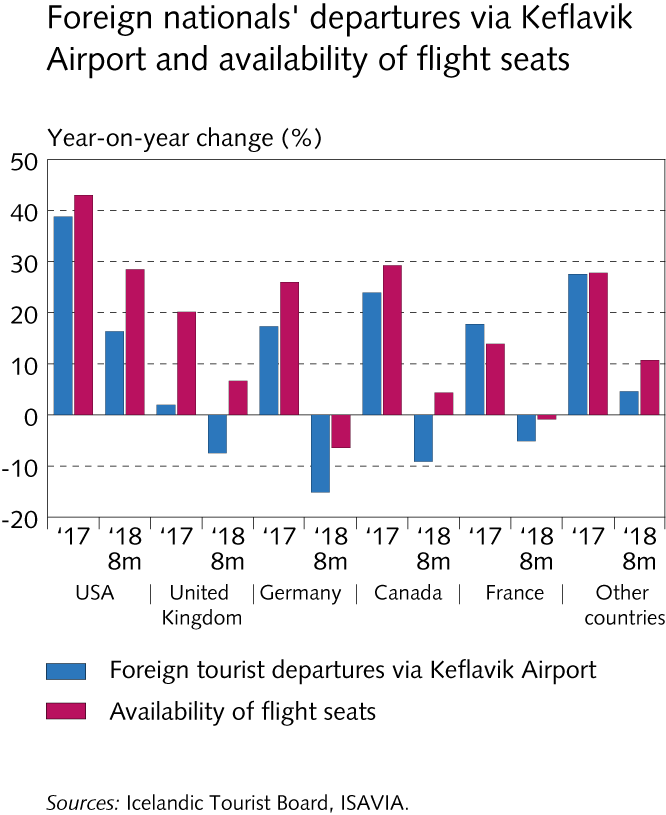 Foreign nationals' departures via Keflavik
Airport and availability of flight seats
Year-on-year change (%)
50
40
30
20
10
0
-10
-20
‘17 ‘18 ‘17 ‘18 ‘17 ‘18 ‘17 ‘18 ‘17 ‘18 ‘17 ‘18
8m 8m 8m 8m 8m 8m
USA | United | Germany | Canada | France | Other
Kingdom countries
Foreign tourist departures via Keflavik Airport
Availability of flight seats
Sources: Icelandic Tourist Board, ISAVIA.